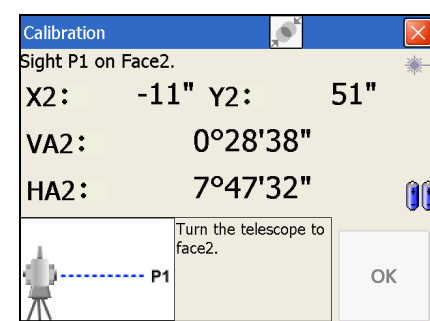 Calibration
Sight P1 on Face2.
X2: -11" Y2: 51"
VA2: 0°28'38"
HA2: 7°47'32"
P1
Turn the telescope to
face2.
OK